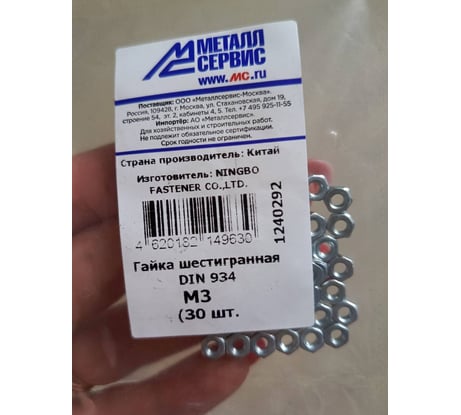 МЕТАЛЛ
СЕРВИС
www.MC.ru
Поставщик: ООО «Металлсервис-Москва».
Россия, 109428, г. Москва, ул. Стахановская, дом 19,
строение 54, эт. 2, кабинеты 4, 5. Тел. +7 495 925-11-55
Импортёр: АО «Металлсервис».
Для хозяйственных и строительных работ.
Не подлежит обязательной сертификации.
Срок годности не ограничен.
Страна производитель: Китай
Изготовитель: NINGBO
FASTENER CO.,LTD.
4 620182 149630
1240292
Гайка шестигранная
DIN 934
М3
(30 шт.